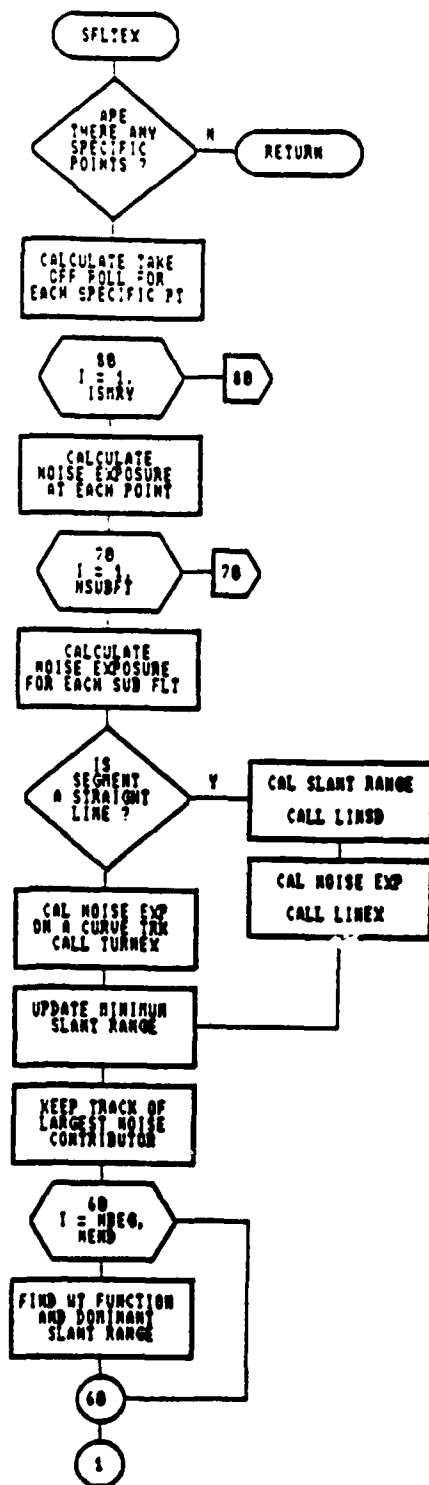 SFLTEX
ARE
THERE ANY
SPECIFIC
POINTS ?
N
RETURN
CALCULATE TAKE
OFF ROLL FOR
EACH SPECIFIC PT
80
I = 1,
ISMRY
80
CALCULATE
NOISE EXPOSURE
AT EACH POINT
70
I = 1,
NSUBFT
70
CALCULATE
NOISE EXPOSURE
FOR EACH SUB FLT
IS
SEGMENT
A STRAIGHT
LINE ?
Y
CAL SLANT RANGE
CALL LINSD
CAL NOISE EXP
CALL LINEX
CAL NOISE EXP
ON A CURVE TRK
CALL TURNEX
UPDATE MINIMUM
SLANT RANGE
KEEP TRACK OF
LARGEST NOISE
CONTRIBUTOR
60
I = NBEG,
NEND
FIND WT FUNCTION
AND DOMINANT
SLANT RANGE
60
1